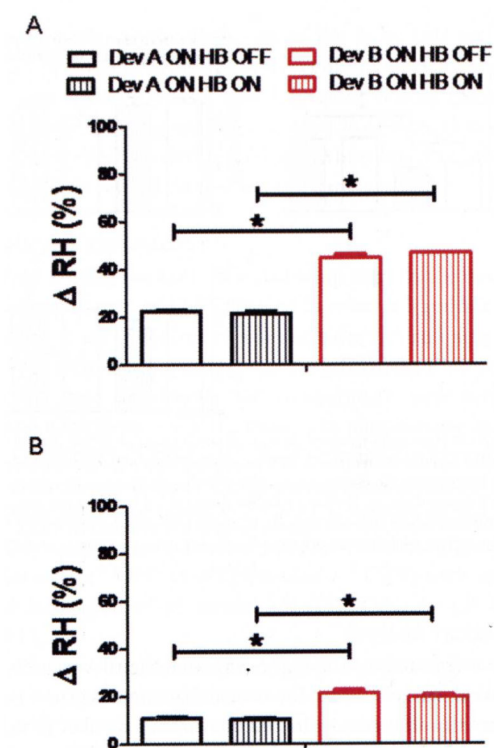 A
Dev A ON HB OFF Dev B ON HB OFF
Dev A ON HB ON Dev B ON HB ON
100
80
60
40
20
0
Δ RH (%)
*
*
B
100
80
60
40
20
0
Δ RH (%)
*
*